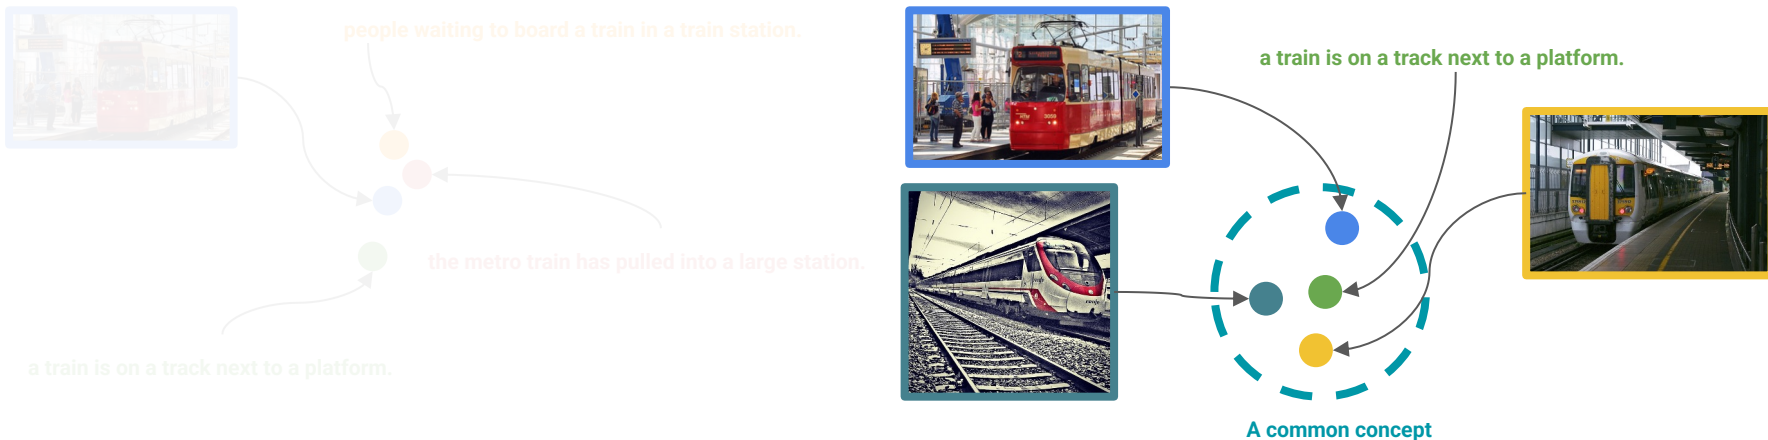 people waiting to board a train in a train station.
the metro train has pulled into a large station.
a train is on a track next to a platform.
a train is on a track next to a platform.
A common concept